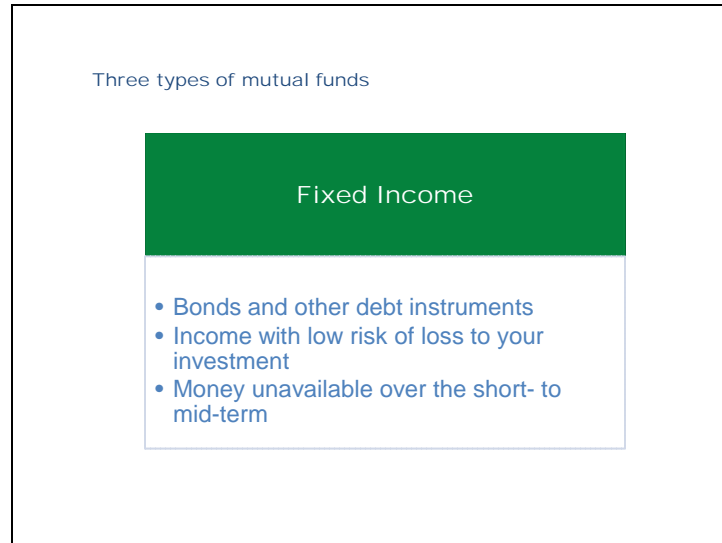 Three types of mutual funds
Fixed Income
• Bonds and other debt instruments
• Income with low risk of loss to your
investment
• Money unavailable over the short- to
mid-term